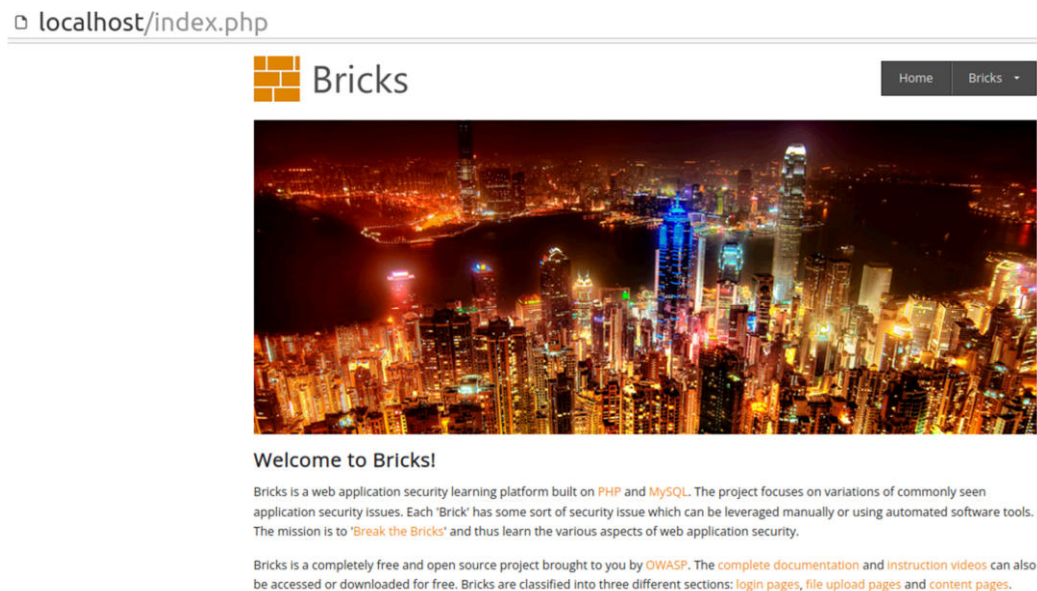 localhost/index.php
Bricks
Home Bricks
Welcome to Bricks!
Bricks is a web application security learning platform built on PHP and MySQL. The project focuses on variations of commonly seen
application security issues. Each 'Brick' has some sort of security issue which can be leveraged manually or using automated software tools.
The mission is to 'Break the Bricks' and thus learn the various aspects of web application security.
Bricks is a completely free and open source project brought to you by OWASP. The complete documentation and instruction videos can also
be accessed or downloaded for free. Bricks are classified into three different sections: login pages, file upload pages and content pages.